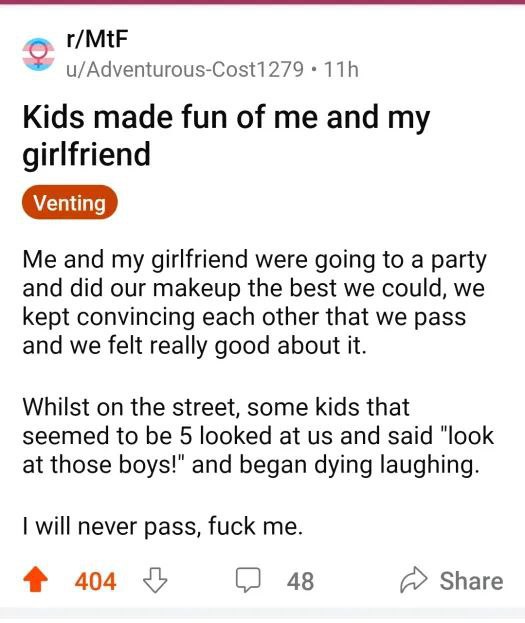 r/MtF
u/Adventurous-Cost1279 • 11h
Kids made fun of me and my
girlfriend
Venting
Me and my girlfriend were going to a party
and did our makeup the best we could, we
kept convincing each other that we pass
and we felt really good about it.
Whilst on the street, some kids that
seemed to be 5 looked at us and said "look
at those boys!" and began dying laughing.
I will never pass, fuck me.
404 48 Share